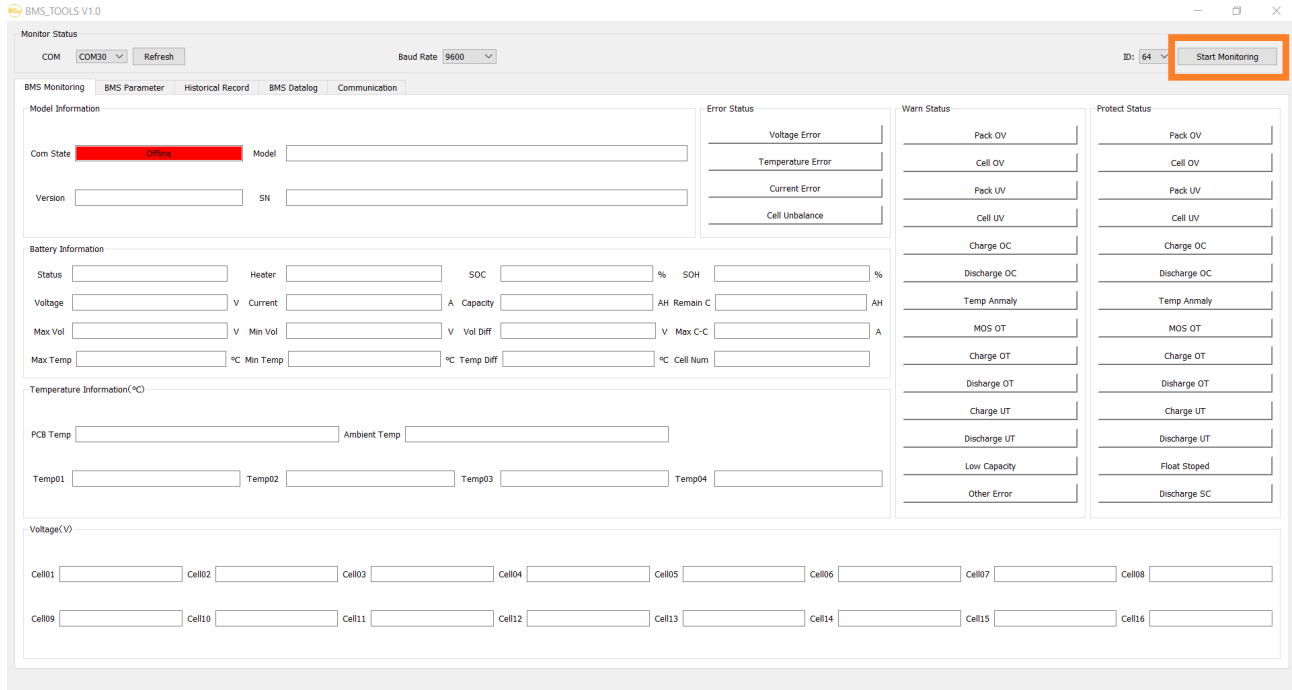 BMS_TOOLS V1.0
Monitor Status
COM COM30 Refresh Baud Rate 9600 ID: 64 Start Monitoring
BMS Monitoring BMS Parameter Historical Record BMS Datalog Communication
Model Information
Com State Offline Model
Version SN
Error Status
Voltage Error
Temperature Error
Current Error
Cell Unbalance
Battery Information
Status Heater SOC % SOH %
Voltage V Current A Capacity AH Remain C AH
Max Vol V Min Vol V Vol Diff V Max C-C A
Max Temp ºC Min Temp ºC Temp Diff ºC Cell Num
Temperature Information(ºC)
PCB Temp Ambient Temp
Temp01 Temp02 Temp03 Temp04
Warn Status
Pack OV
Cell OV
Pack UV
Cell UV
Charge OC
Discharge OC
Temp Anmaly
MOS OT
Charge OT
Disharge OT
Charge UT
Discharge UT
Low Capacity
Other Error
Protect Status
Pack OV
Cell OV
Pack UV
Cell UV
Charge OC
Discharge OC
Temp Anmaly
MOS OT
Charge OT
Disharge OT
Charge UT
Discharge UT
Float Stoped
Discharge SC
Voltage(V)
Cell01 Cell02 Cell03 Cell04 Cell05 Cell06 Cell07 Cell08
Cell09 Cell10 Cell11 Cell12 Cell13 Cell14 Cell15 Cell16